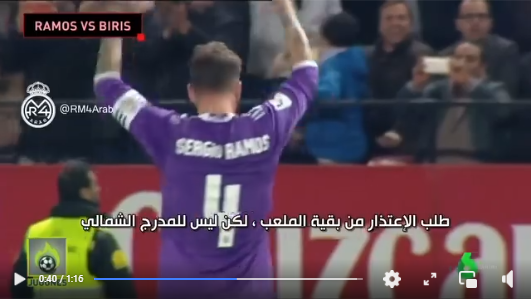 RAMOS VS BIRIS
@RM4Arab
SERGIO RAMOS
4
طلب الإعتذار من بقية الملعب ، لكن ليس للمدرج الشمالي
0:40 / 1:16